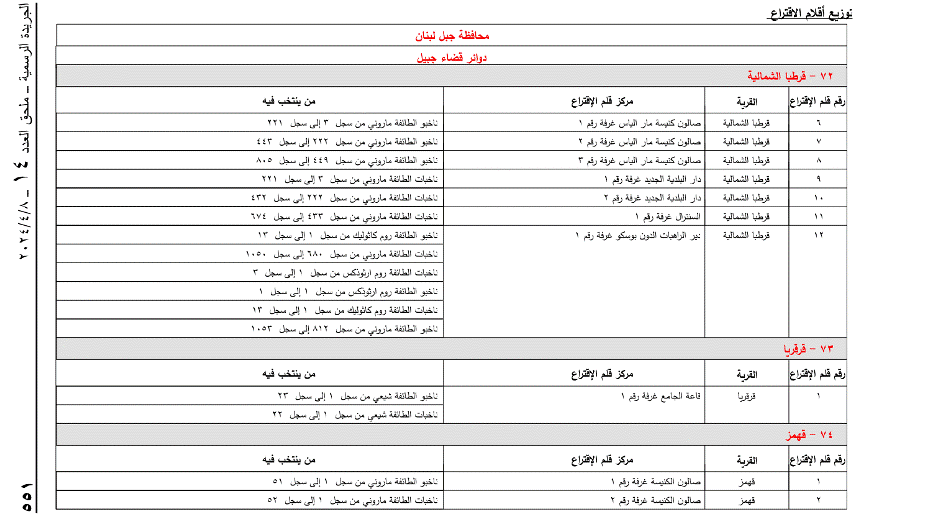 توزيع أقلام الاقتراع
محافظة جبل لبنان
دوائر قضاء جبيل
٧٢ - قرطبا الشمالية
رقم قلم الإقتراع القرية مركز قلم الإقتراع من ينتخب فيه
٦ قرطبا الشمالية صالون كنيسة مار الياس غرفة رقم ١ ناخبو الطائفة ماروني من سجل ٣ إلى سجل ٢٢١
٧ قرطبا الشمالية صالون كنيسة مار الياس غرفة رقم ٢ ناخبو الطائفة ماروني من سجل ٢٢٢ إلى سجل ٤٤٣
٨ قرطبا الشمالية صالون كنيسة مار الياس غرفة رقم ٣ ناخبو الطائفة ماروني من سجل ٤٤٩ إلى سجل ٨٠٥
٩ قرطبا الشمالية دار البلدية الجديد غرفة رقم ١ ناخبات الطائفة ماروني من سجل ٣ إلى سجل ٢٢١
١٠ قرطبا الشمالية دار البلدية الجديد غرفة رقم ٢ ناخبات الطائفة ماروني من سجل ٢٢٢ إلى سجل ٤٣٢
١١ قرطبا الشمالية السنترال غرفة رقم ١ ناخبات الطائفة ماروني من سجل ٤٣٣ إلى سجل ٦٧٤
١٢ قرطبا الشمالية دير الراهبات الدون بوسكو غرفة رقم ١ ناخبو الطائفة روم كاثوليك من سجل ١ إلى سجل ١٣
ناخبات الطائفة ماروني من سجل ٦٨٠ إلى سجل ١٠٥٠
ناخبات الطائفة روم ارثوذكس من سجل ١ إلى سجل ٣
ناخبو الطائفة روم ارثوذكس من سجل ١ إلى سجل ١
ناخبات الطائفة روم كاثوليك من سجل ١ إلى سجل ١٣
ناخبو الطائفة ماروني من سجل ٨١٢ إلى سجل ١٠٥٣
٧٣ - قرقريا
رقم قلم الإقتراع القرية مركز قلم الإقتراع من ينتخب فيه
١ قرقريا قاعة الجامع غرفة رقم ١ ناخبو الطائفة شيعي من سجل ١ إلى سجل ٢٣
ناخبات الطائفة شيعي من سجل ١ إلى سجل ٢٢
٧٤ - قهمز
رقم قلم الإقتراع القرية مركز قلم الإقتراع من ينتخب فيه
١ قهمز صالون الكنيسة غرفة رقم ١ ناخبو الطائفة ماروني من سجل ١ إلى سجل ٥١
٢ قهمز صالون الكنيسة غرفة رقم ٢ ناخبات الطائفة ماروني من سجل ١ إلى سجل ٥٢
الجريدة الرسمية – ملحق العدد ١٤ – ٢٠٢٤/٤/٨
٥٥١